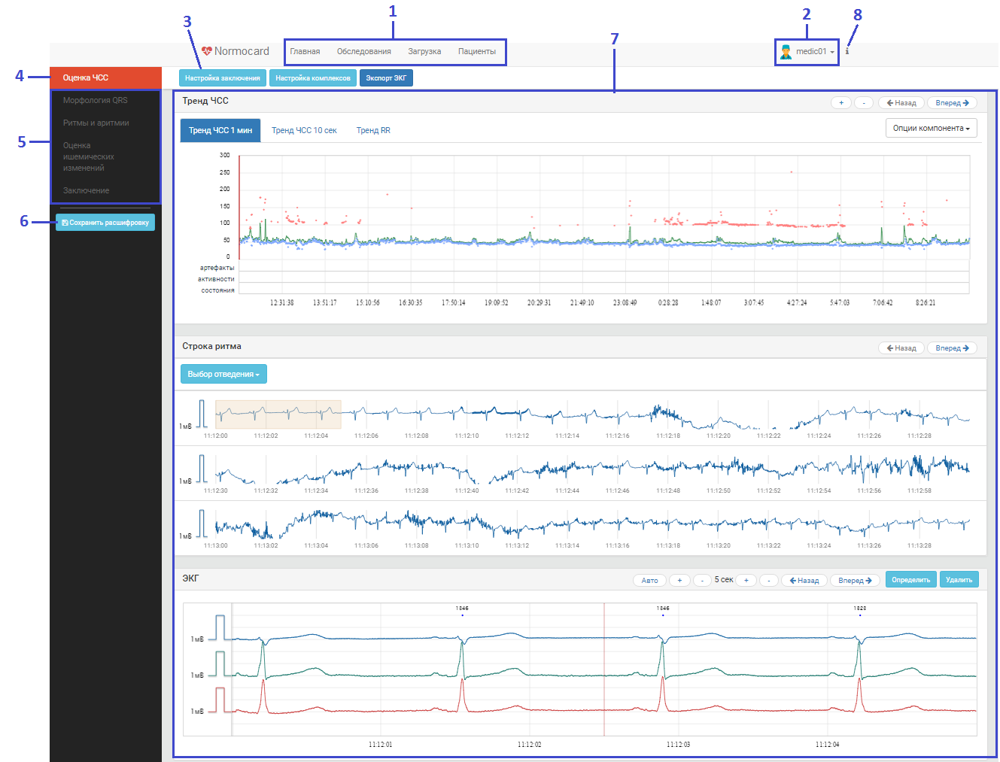 1
2
8
3
7
Normocard
Главная Обследования Загрузка Пациенты
medic01
4
Оценка ЧСС
Настройка заключения Настройка комплексов Экспорт ЭКГ
5
Морфология QRS
Ритмы и аритмии
Оценка
ишемических
изменений
Заключение
6
Сохранить расшифровку
Тренд ЧСС
+ - Назад Вперед
Тренд ЧСС 1 мин Тренд ЧСС 10 сек Тренд RR
Опции компонента
300
250
200
150
100
50
0
артефакты
активности
состояния
12:31:38 13:51:17 15:10:56 16:30:35 17:50:14 19:09:52 20:29:31 21:49:10 23:08:49 0:28:28 1:48:07 3:07:45 4:27:24 5:47:03 7:06:42 8:26:21
Строка ритма
Назад Вперед
Выбор отведения
1мВ
11:12:00 11:12:02 11:12:04 11:12:06 11:12:08 11:12:10 11:12:12 11:12:14 11:12:16 11:12:18 11:12:20 11:12:22 11:12:24 11:12:26 11:12:28
1мВ
11:12:30 11:12:32 11:12:34 11:12:36 11:12:38 11:12:40 11:12:42 11:12:44 11:12:46 11:12:48 11:12:50 11:12:52 11:12:54 11:12:56 11:12:58
1мВ
11:13:00 11:13:02 11:13:04 11:13:06 11:13:08 11:13:10 11:13:12 11:13:14 11:13:16 11:13:18 11:13:20 11:13:22 11:13:24 11:13:26 11:13:28
ЭКГ
Авто + - 5 сек + - Назад Вперед Определить Удалить
1846 1846 1828
1мВ
1мВ
1мВ
11:12:01 11:12:02 11:12:03 11:12:04